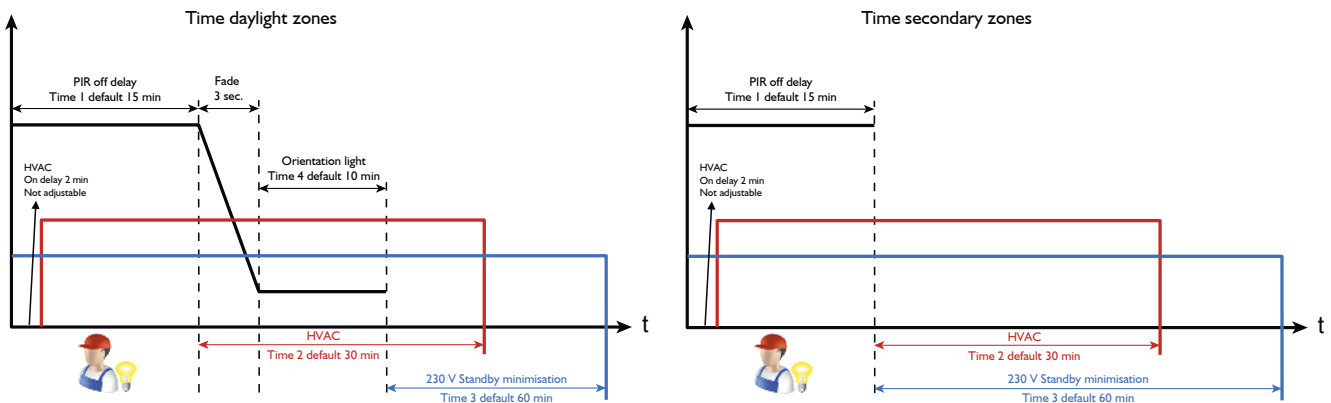 Time daylight zones
PIR off delay
Time 1 default 15 min
Fade
3 sec.
HVAC
On delay 2 min
Not adjustable
Orientation light
Time 4 default 10 min
t
HVAC
Time 2 default 30 min
230 V Standby minimisation
Time 3 default 60 min
Time secondary zones
PIR off delay
Time 1 default 15 min
HVAC
On delay 2 min
Not adjustable
t
HVAC
Time 2 default 30 min
230 V Standby minimisation
Time 3 default 60 min